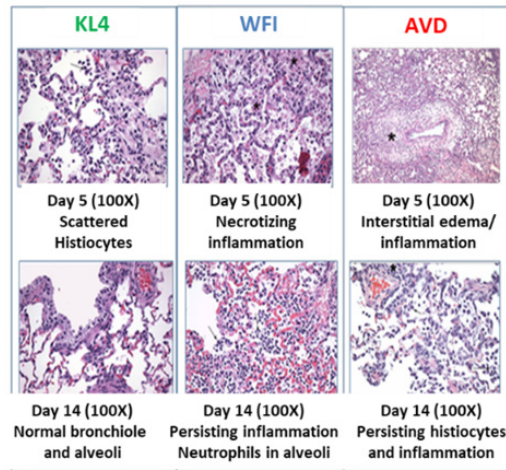 KL4
WFI
AVD
Day 5 (100X)
Scattered
Histiocytes
Day 5 (100X)
Necrotizing
inflammation
Day 5 (100X)
Interstitial edema/
inflammation
Day 14 (100X)
Normal bronchiole
and alveoli
Day 14 (100X)
Persisting inflammation
Neutrophils in alveoli
Day 14 (100X)
Persisting histiocytes
and inflammation